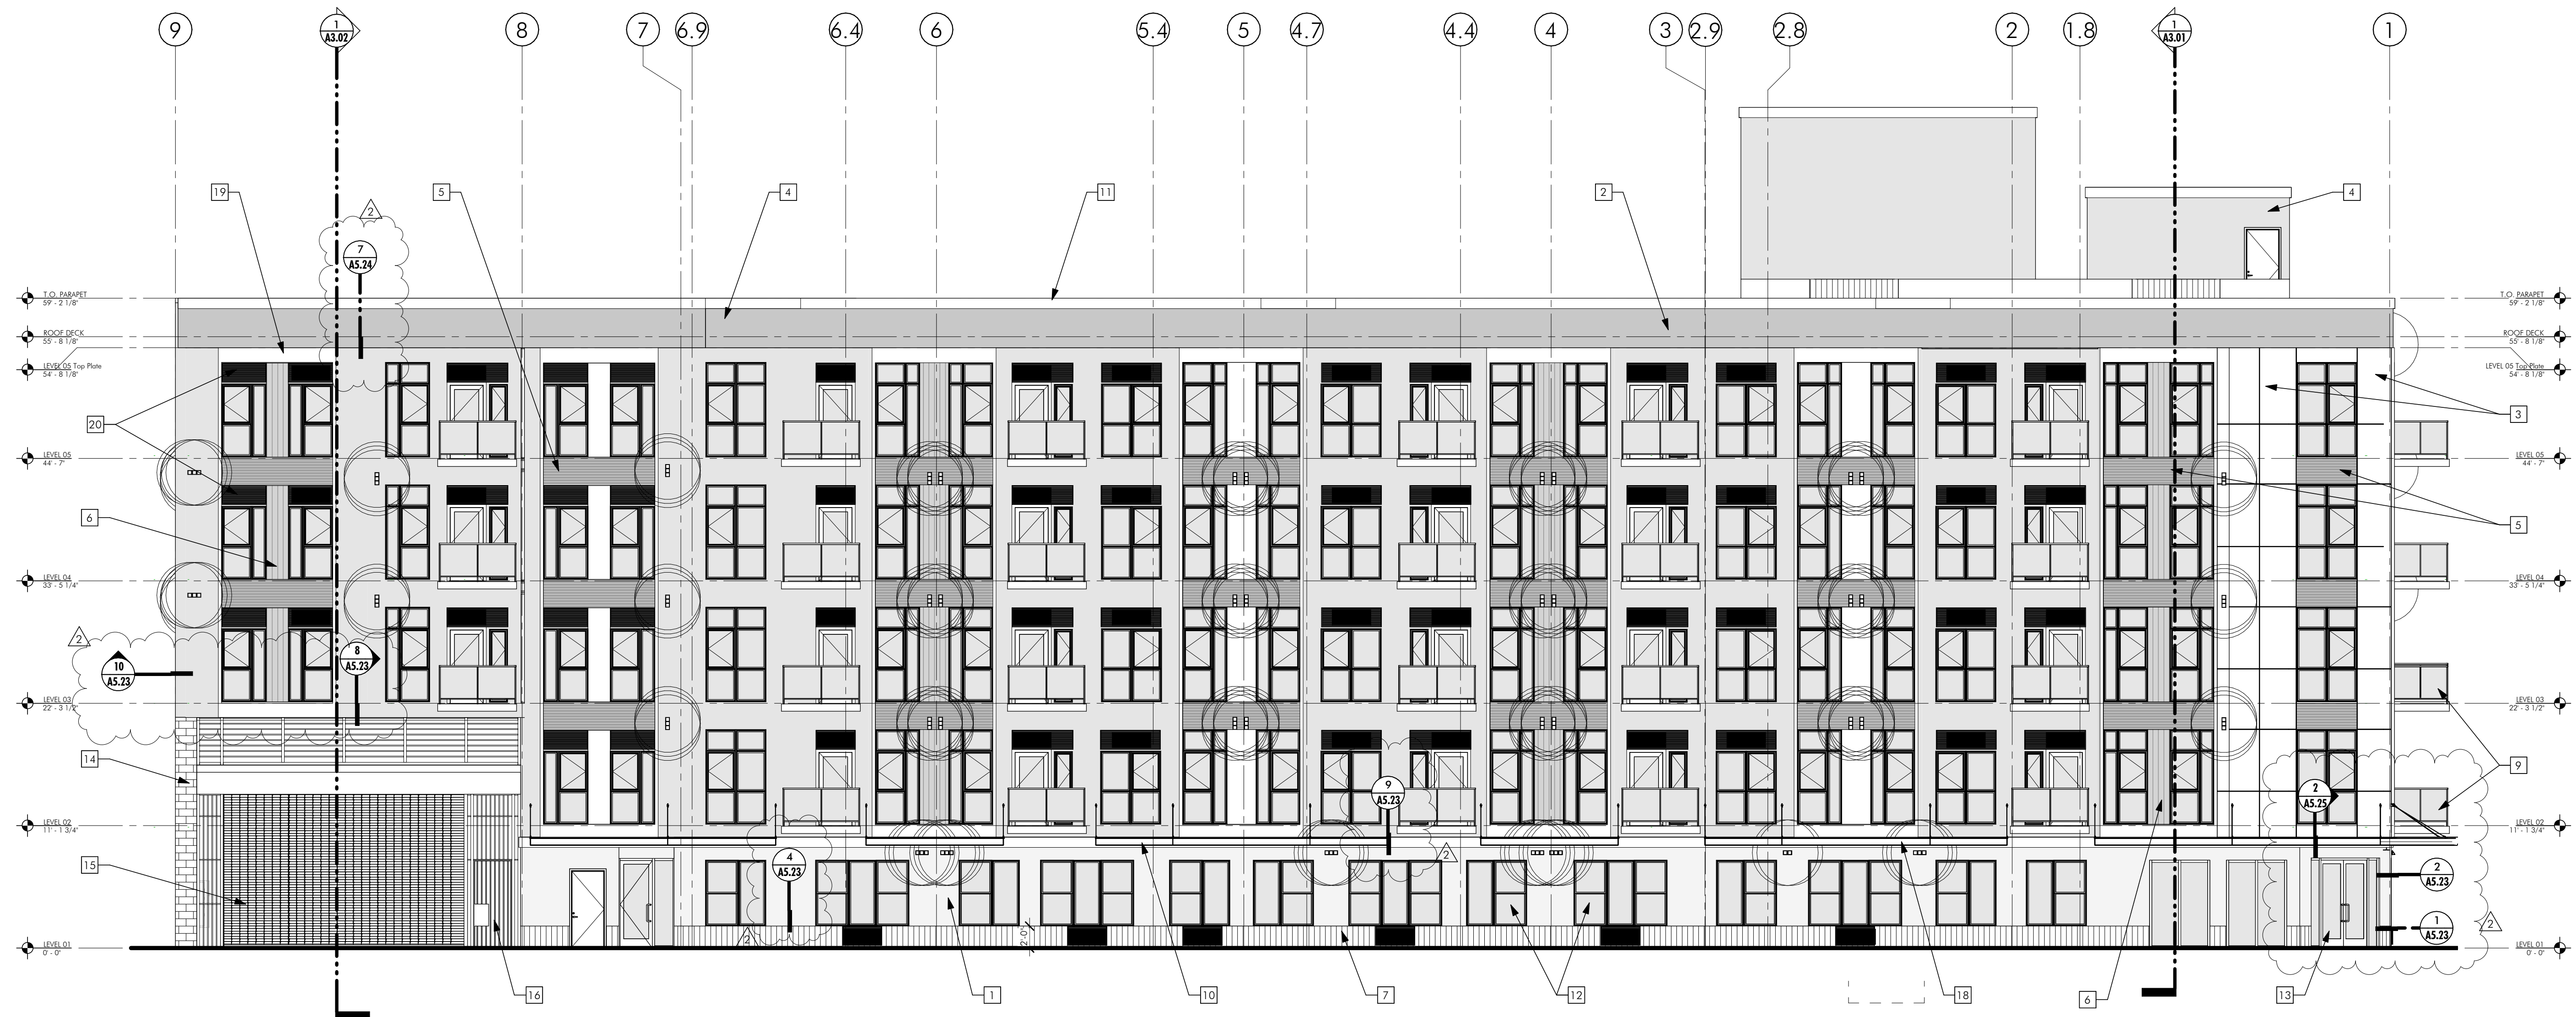 9
1
A3.02
8
7
6.9
6.4
6
5.4
5
4.7
4.4
4
3
2.9
2.8
2
1.8
1
A3.01
1
19
2
5
4
11
2
4
7
A5.24
T.O. PARAPET
59' - 2 1/8"
T.O. PARAPET
59' - 2 1/8"
ROOF DECK
55' - 8 1/8"
ROOF DECK
55' - 8 1/8"
LEVEL 05 Top Plate
54' - 8 1/8"
LEVEL 05 Top Plate
54' - 8 1/8"
20
3
LEVEL 05
44' - 7"
LEVEL 05
44' - 7"
6
5
LEVEL 04
33' - 5 1/4"
LEVEL 04
33' - 5 1/4"
2
10
A5.23
8
A5.23
LEVEL 03
22' - 3 1/2"
LEVEL 03
22' - 3 1/2"
14
9
9
A5.23
2
A5.25
LEVEL 02
11' - 1 3/4"
LEVEL 02
11' - 1 3/4"
15
4
A5.23
2
2
A5.23
2
2'-0"
1
A5.23
2
LEVEL 01
0' - 0"
LEVEL 01
0' - 0"
16
1
10
7
12
18
6
13